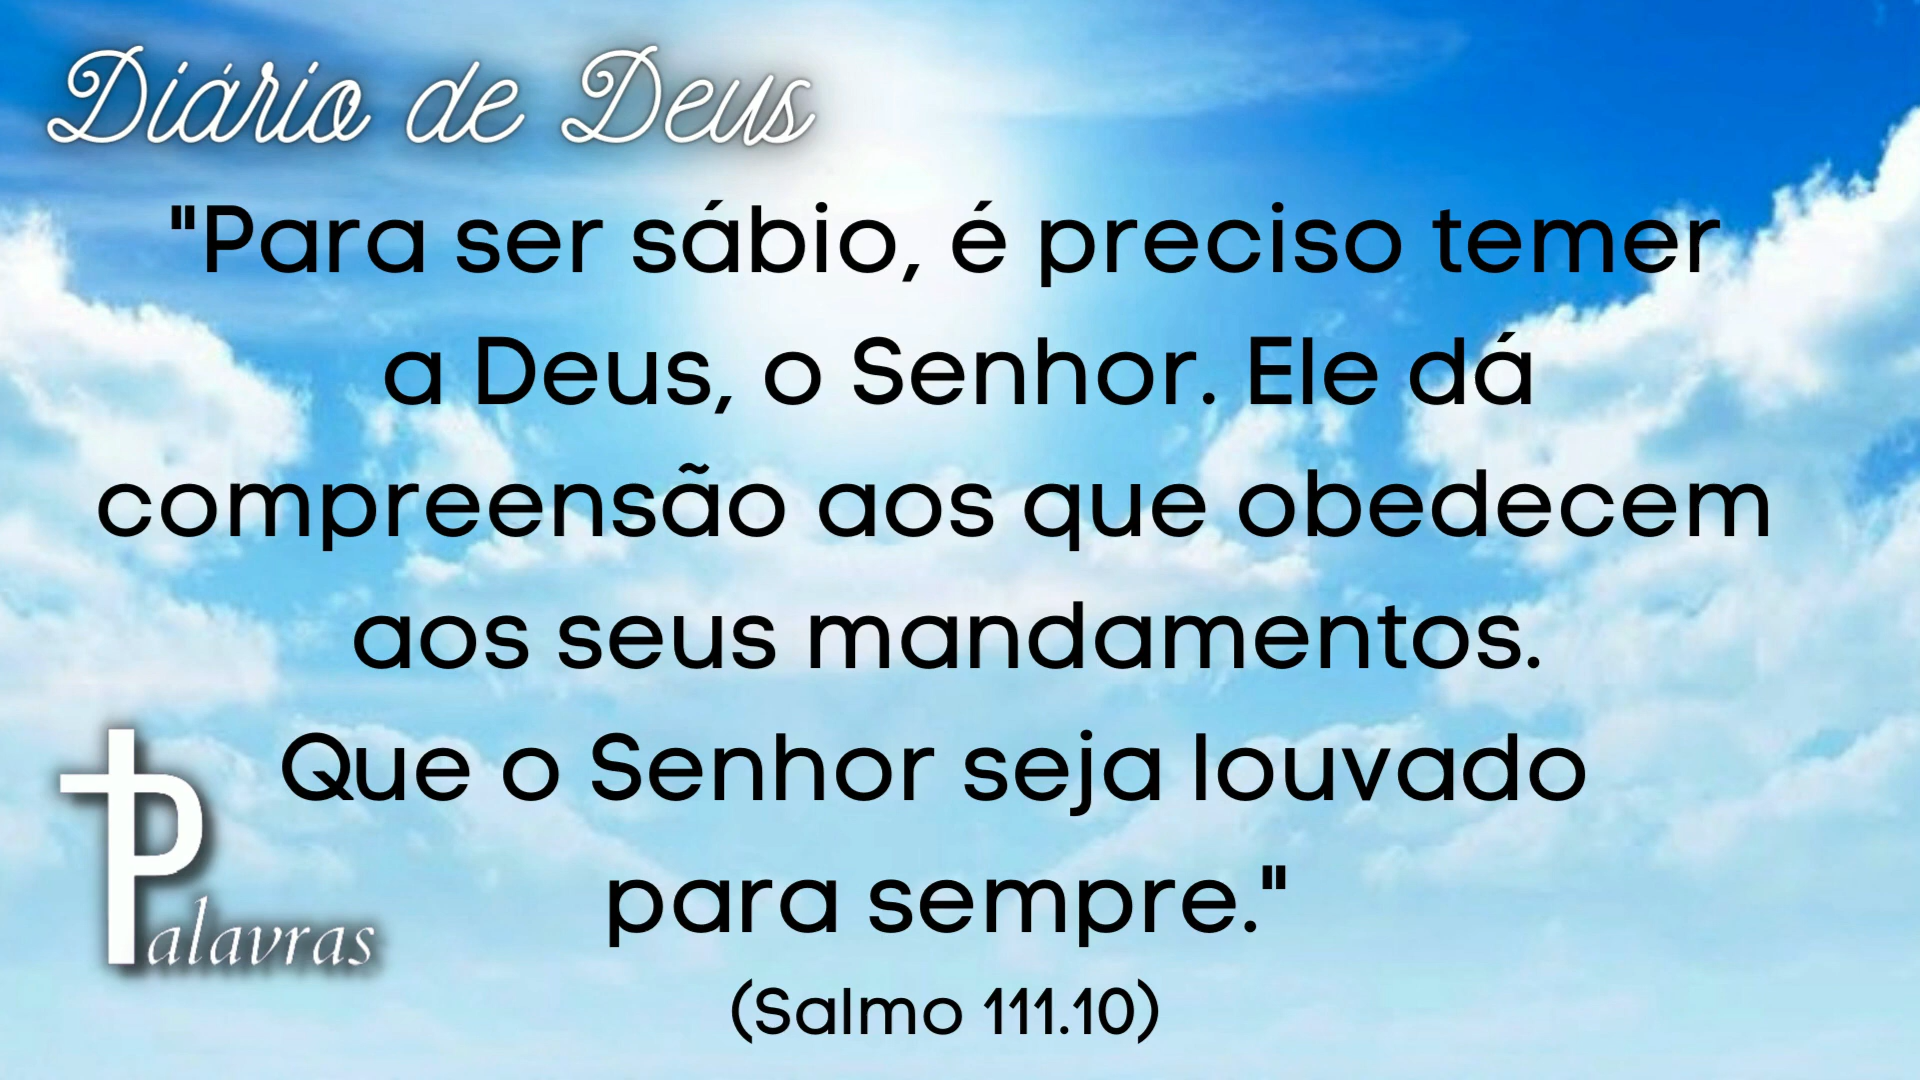 Diário de Deus
"Para ser sábio, é preciso temer
a Deus, o Senhor. Ele dá
compreensão aos que obedecem
aos seus mandamentos.
Que o Senhor seja louvado
para sempre."
Palavras
(Salmo 111.10)